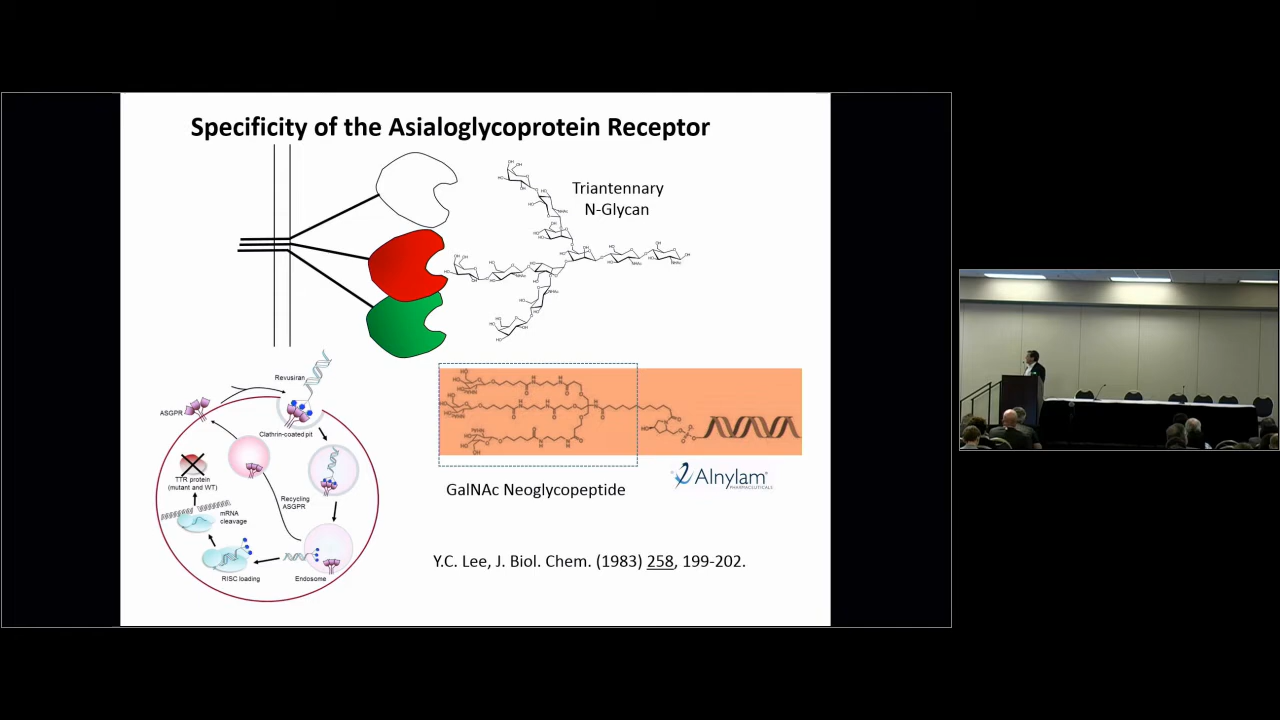 Specificity of the Asialoglycoprotein Receptor
Triantennary
N-Glycan
Revusiran
ASGPR
Clathrin-coated pit
TTR protein
(mutant and WT)
Recycling
ASGPR
mRNA
cleavage
RISC loading
Endosome
GalNAc Neoglycopeptide
Alnylam
PHARMACEUTICALS
Y.C. Lee, J. Biol. Chem. (1983) 258, 199-202.